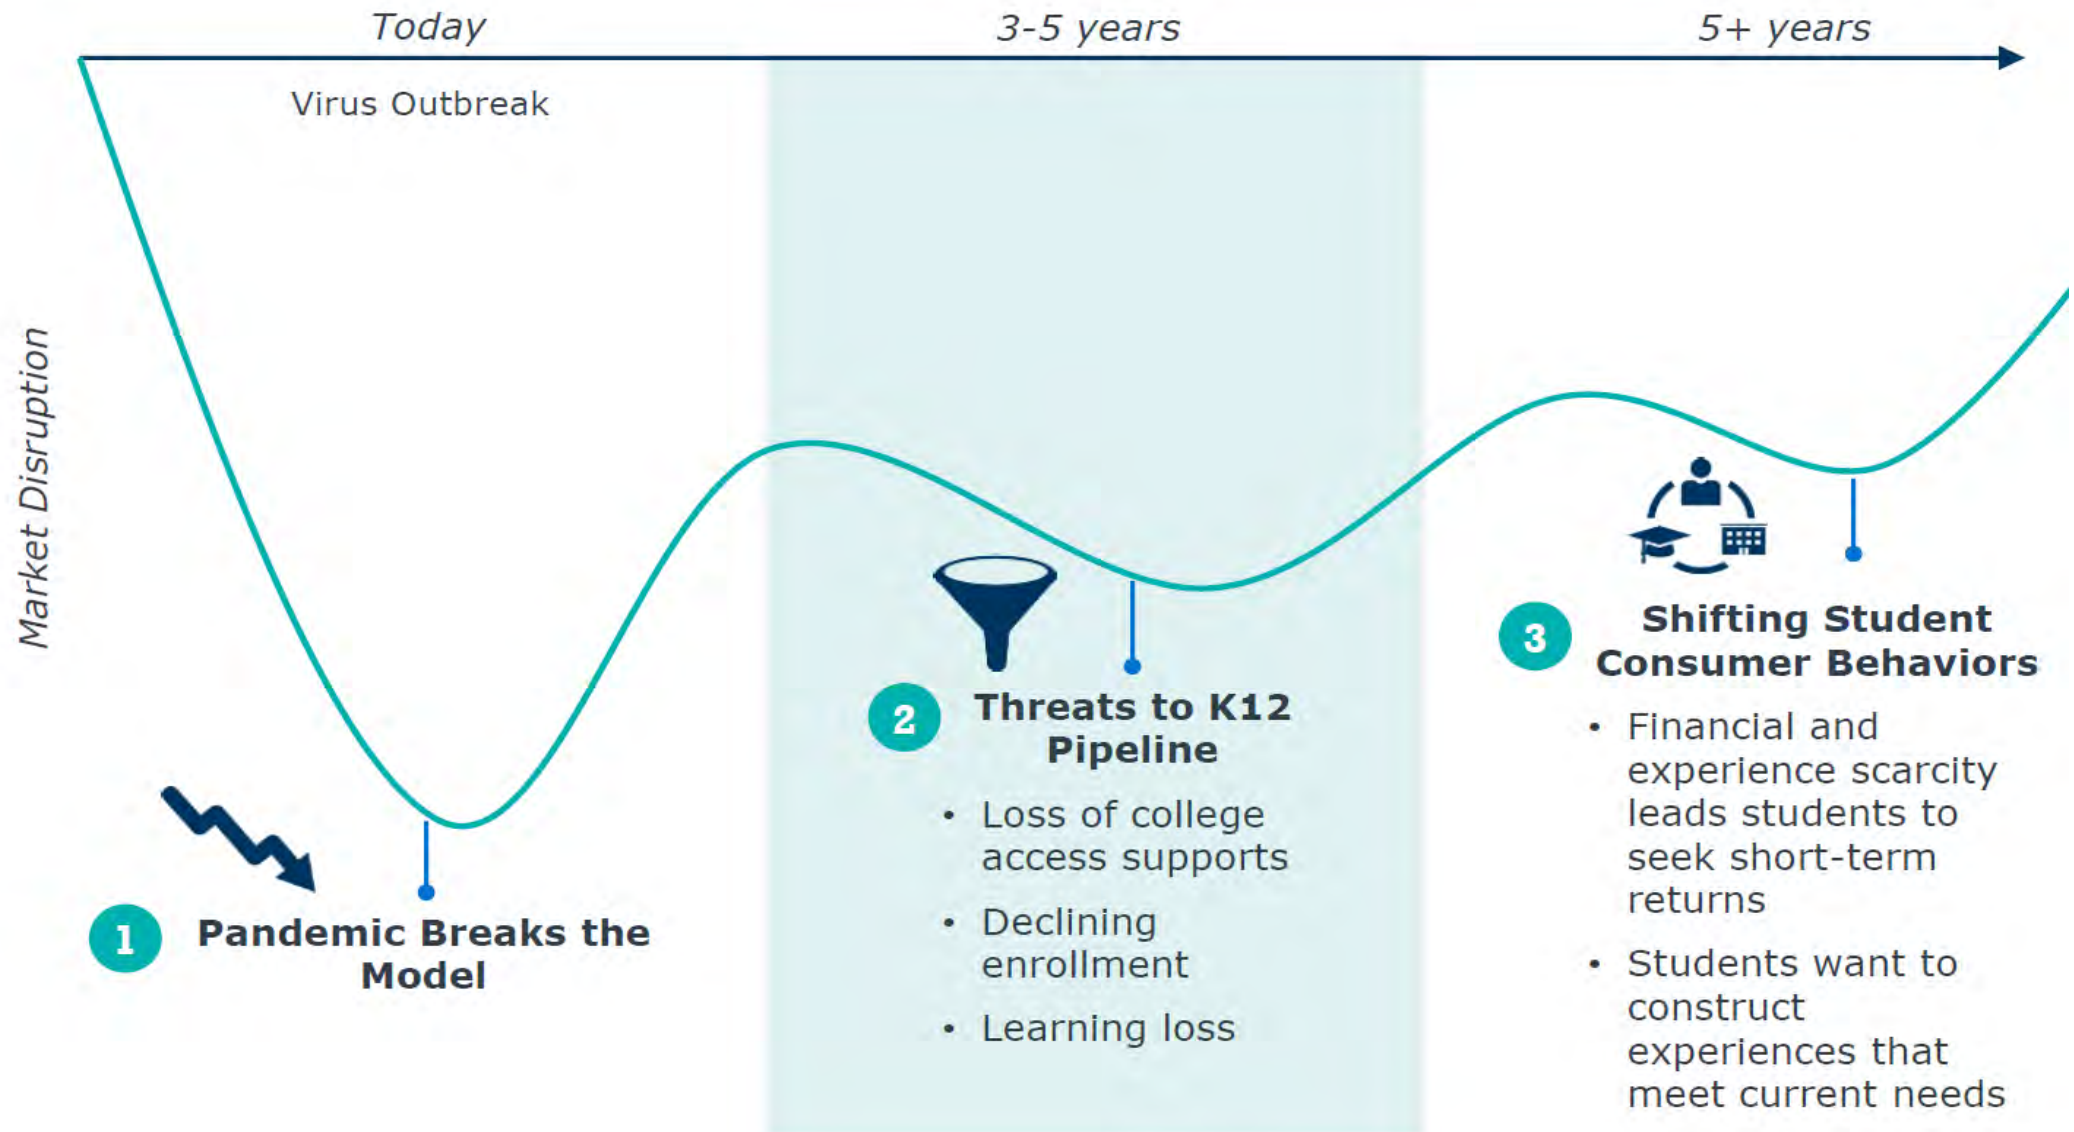 Today
3-5 years
5+ years
Virus Outbreak
Market Disruption
1
Pandemic Breaks the
Model
2
Threats to K12
Pipeline
• Loss of college
access supports
• Declining
enrollment
• Learning loss
3
Shifting Student
Consumer Behaviors
• Financial and
experience scarcity
leads students to
seek short-term
returns
• Students want to
construct
experiences that
meet current needs